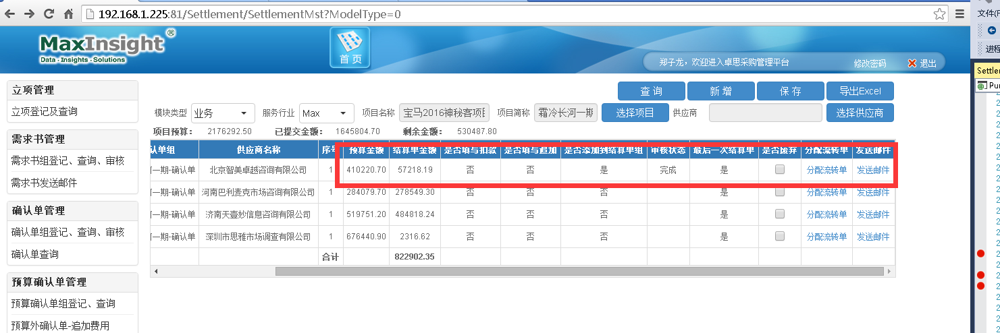 192.168.1.225:81/Settlement/SettlementMst?ModelType=0
文件(F
进程
Settler
Pur
MaxInsight®
Data · Insights · Solutions
首 页
郑子龙，欢迎进入卓思采购管理平台
修改密码
退出
立项管理
立项登记及查询
需求书管理
需求书组登记、查询、审核
需求书发送邮件
确认单管理
确认单组登记、查询、审核
确认单查询
预算确认单管理
预算确认单组登记、查询
预算外确认单-追加费用
查 询 新 增 保 存 导出Excel
模块类型 业务 服务行业 Max 项目名称 宝马2016神秘客项目 项目简称 霜冷长河一期 选择项目 供应商 选择供应商
项目预算： 2176292.50 已提交金额： 1645804.70 剩余金额： 530487.80
认单组 供应商名称 序号 预算金额 结算单金额 是否填写扣款 是否填写追加 是否添加到结算单组 审核状态 最后一次结算单 是否废弃 分配流转单 发送邮件
一期-确认单 北京智美卓越咨询有限公司 1 410220.70 57218.19 否 否 是 完成 是 分配流转单 发送邮件
一期-确认单 河南巴利麦克市场咨询有限公司 1 284079.70 278549.30 否 否 否 是 分配流转单 发送邮件
一期-确认单 济南天壹妙信息咨询有限公司 1 519751.20 484818.24 否 否 否 是 分配流转单 发送邮件
一期-确认单 深圳市思雅市场调查有限公司 1 676440.90 2316.62 否 否 否 是 分配流转单 发送邮件
合计 822902.35